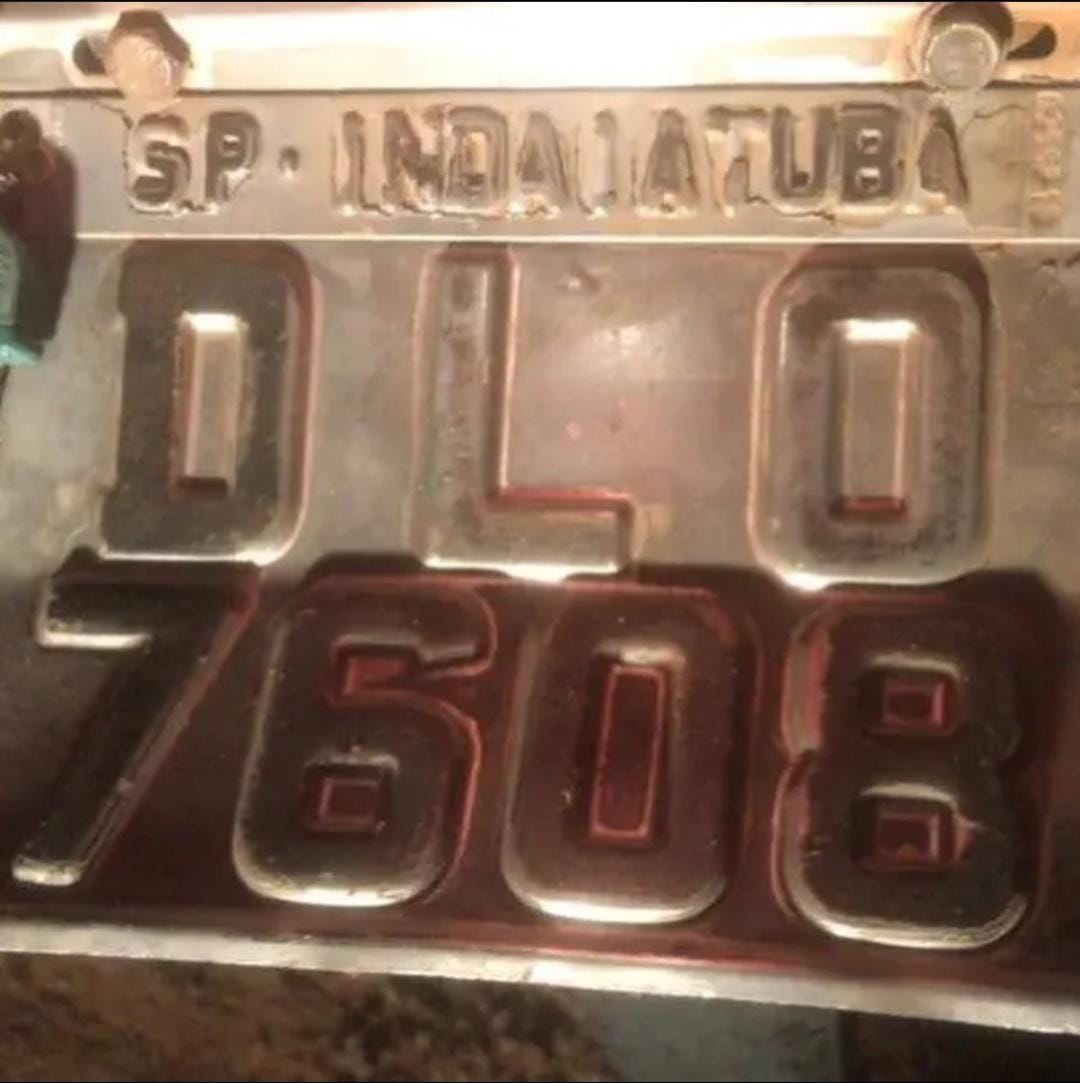 SP · INDAIATUBA
DLO
7608